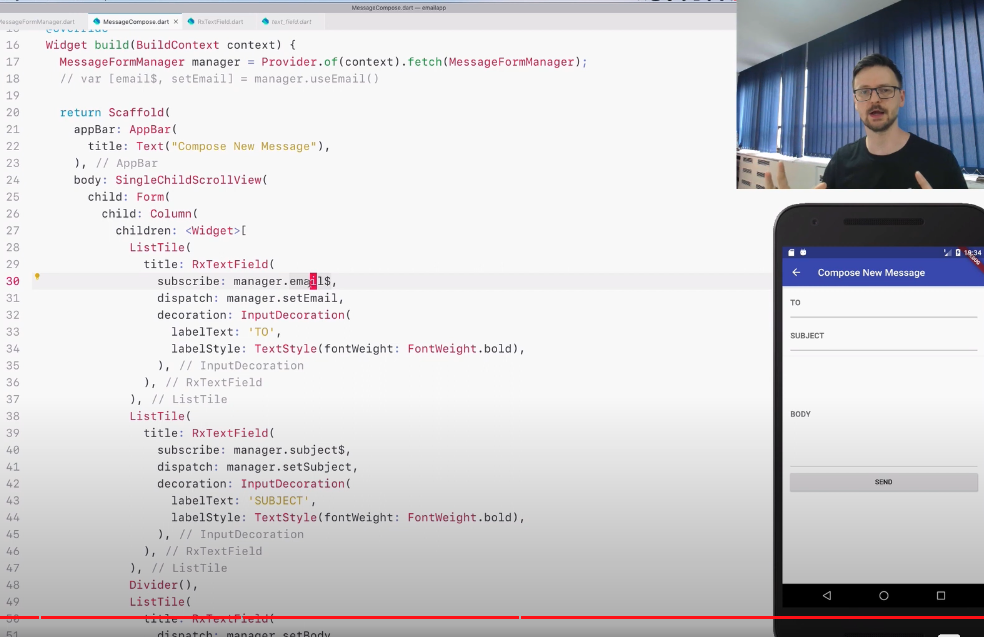 MessageCompose.dart — emailapp
MessageFormManager.dart
MessageCompose.dart ×
RxTextField.dart
text_field.dart
15 @override
16 Widget build(BuildContext context) {
17 MessageFormManager manager = Provider.of(context).fetch(MessageFormManager);
18 // var [email$, setEmail] = manager.useEmail()
19
20 return Scaffold(
21 appBar: AppBar(
22 title: Text("Compose New Message"),
23 ), // AppBar
24 body: SingleChildScrollView(
25 child: Form(
26 child: Column(
27 children: <Widget>[
28 ListTile(
29 title: RxTextField(
30 subscribe: manager.email$,
31 dispatch: manager.setEmail,
32 decoration: InputDecoration(
33 labelText: 'TO',
34 labelStyle: TextStyle(fontWeight: FontWeight.bold),
35 ), // InputDecoration
36 ), // RxTextField
37 ), // ListTile
38 ListTile(
39 title: RxTextField(
40 subscribe: manager.subject$,
41 dispatch: manager.setSubject,
42 decoration: InputDecoration(
43 labelText: 'SUBJECT',
44 labelStyle: TextStyle(fontWeight: FontWeight.bold),
45 ), // InputDecoration
46 ), // RxTextField
47 ), // ListTile
48 Divider(),
49 ListTile(
50 title: RxTextField(
51 dispatch: manager.setBody
Compose New Message
TO
SUBJECT
BODY
SEND